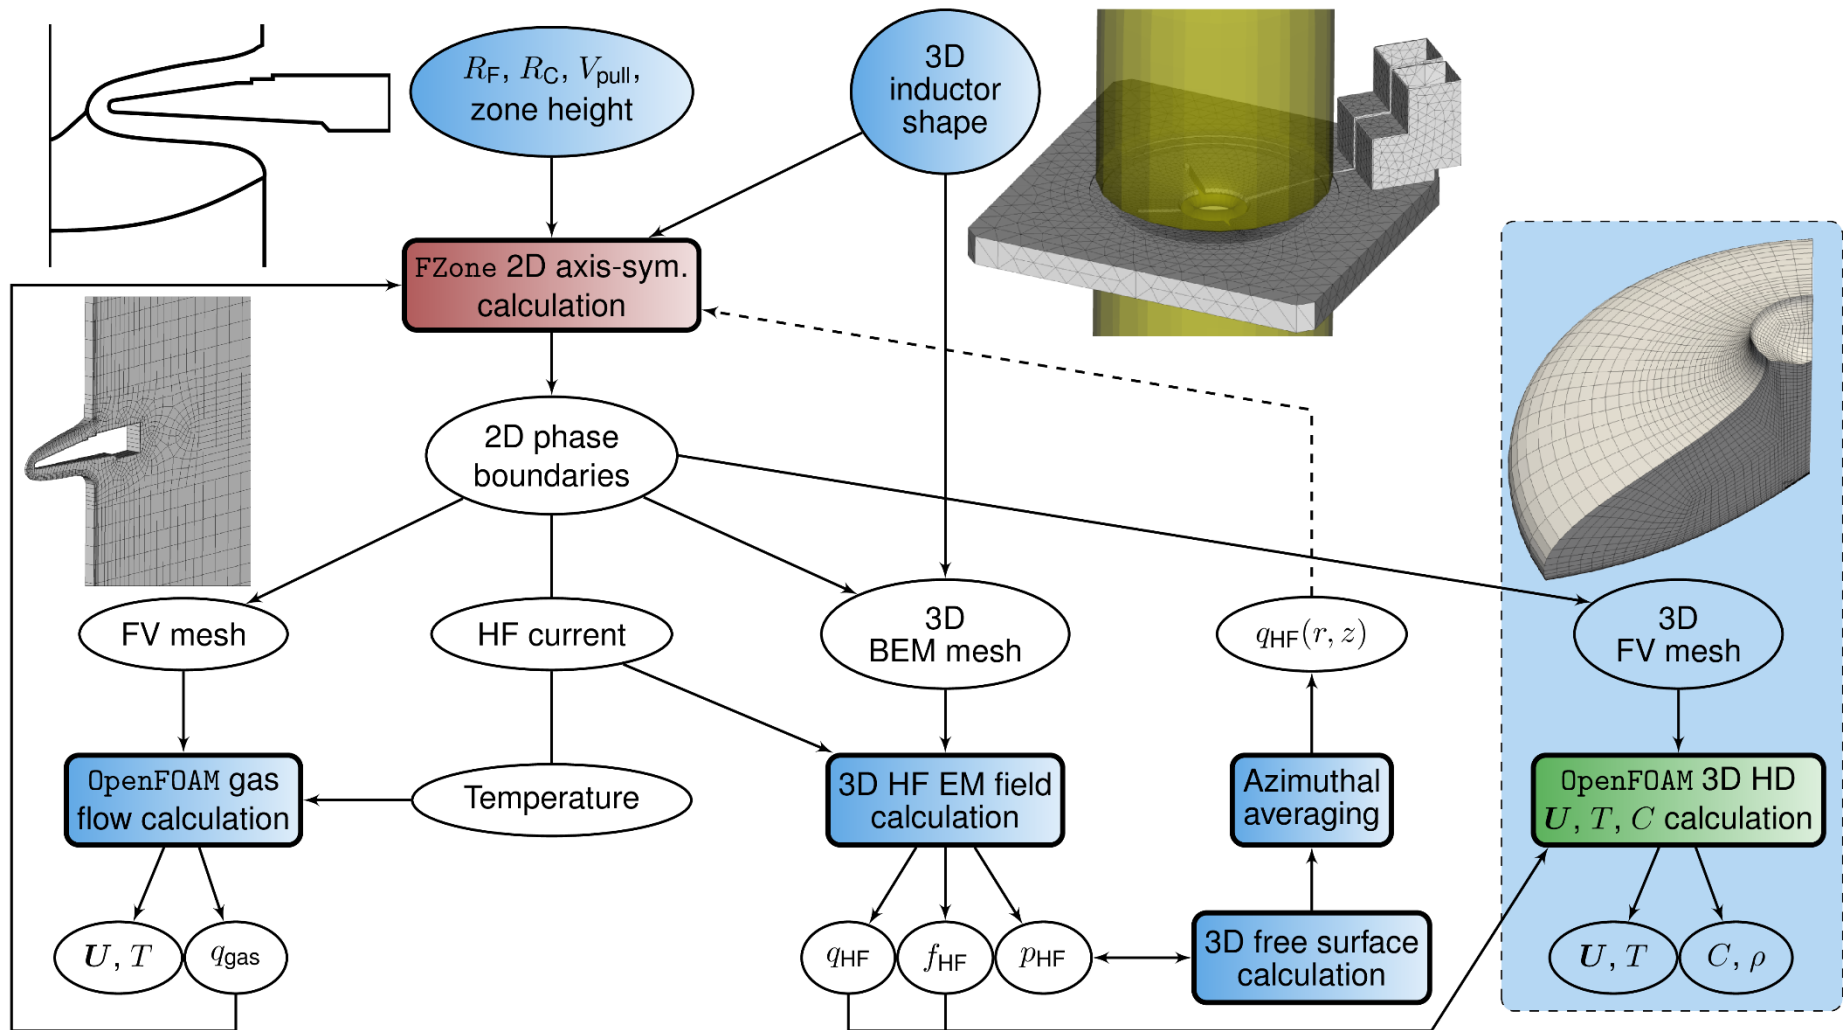 R_F, R_C, V_pull,
zone height
3D
inductor
shape
FZone 2D axis-sym.
calculation
2D phase
boundaries
FV mesh
HF current
3D
BEM mesh
q_HF(r, z)
3D
FV mesh
OpenFOAM gas
flow calculation
Temperature
3D HF EM field
calculation
Azimuthal
averaging
OpenFOAM 3D HD
U, T, C calculation
U, T
q_gas
q_HF
f_HF
p_HF
3D free surface
calculation
U, T
C, ρ